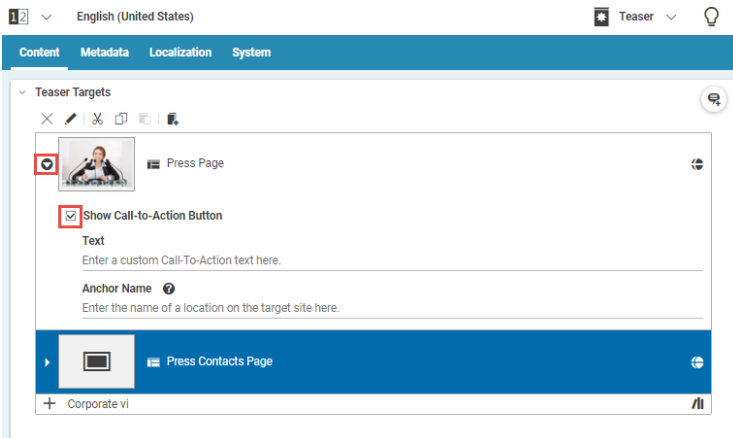 12 English (United States) Teaser
Content Metadata Localization System
Teaser Targets
Press Page
Show Call-to-Action Button
Text
Enter a custom Call-To-Action text here.
Anchor Name
Enter the name of a location on the target site here.
Press Contacts Page
Corporate vi